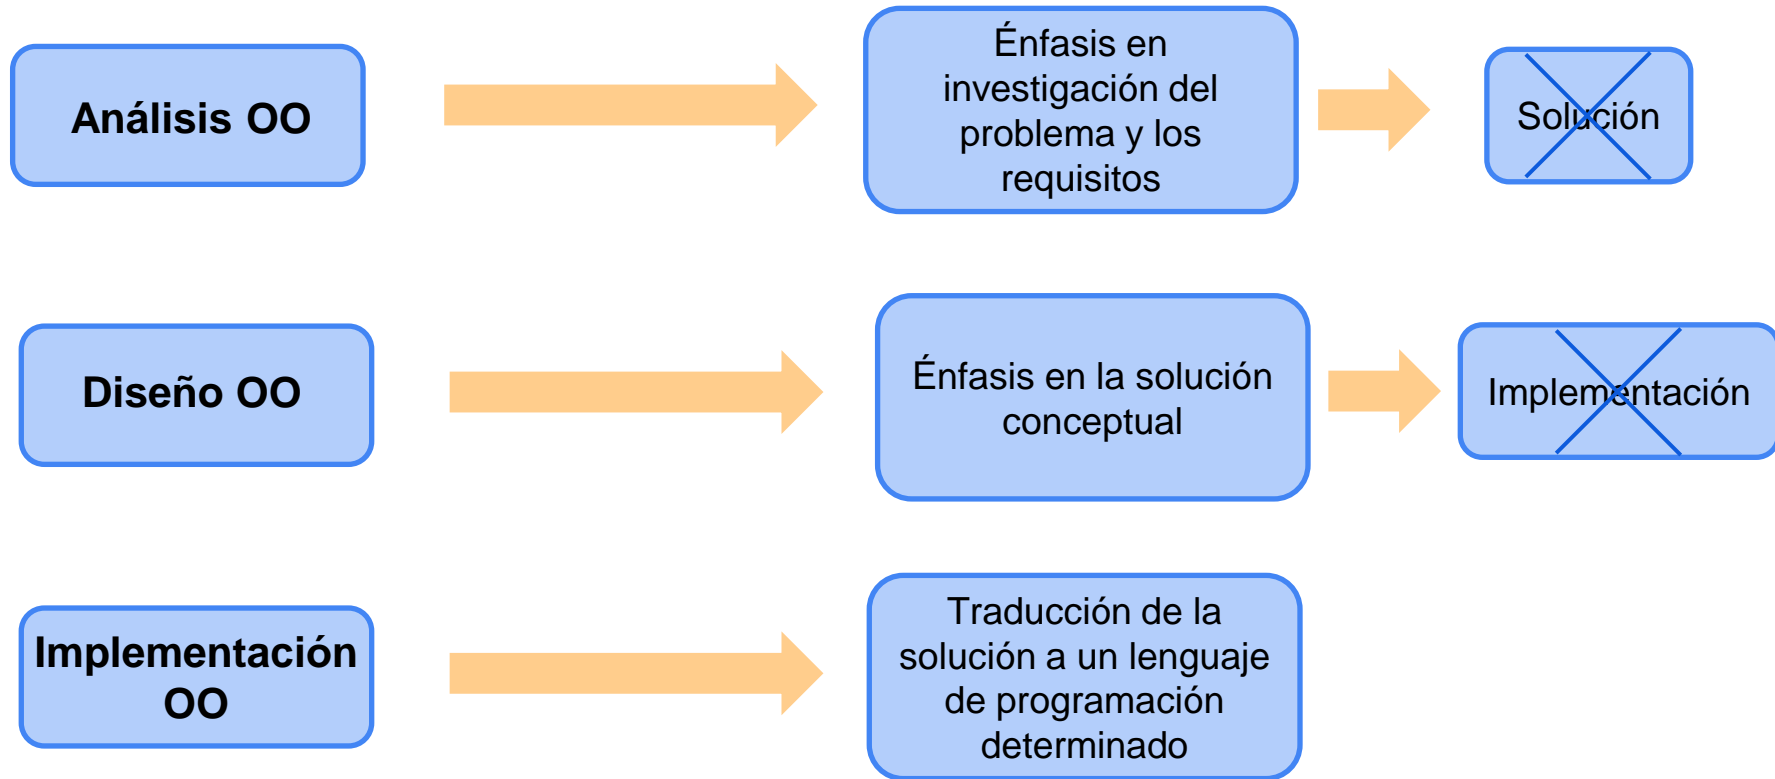 Análisis OO
Énfasis en
investigación del
problema y los
requisitos
Solución
Diseño OO
Énfasis en la solución
conceptual
Implementación
Implementación
OO
Traducción de la
solución a un lenguaje
de programación
determinado